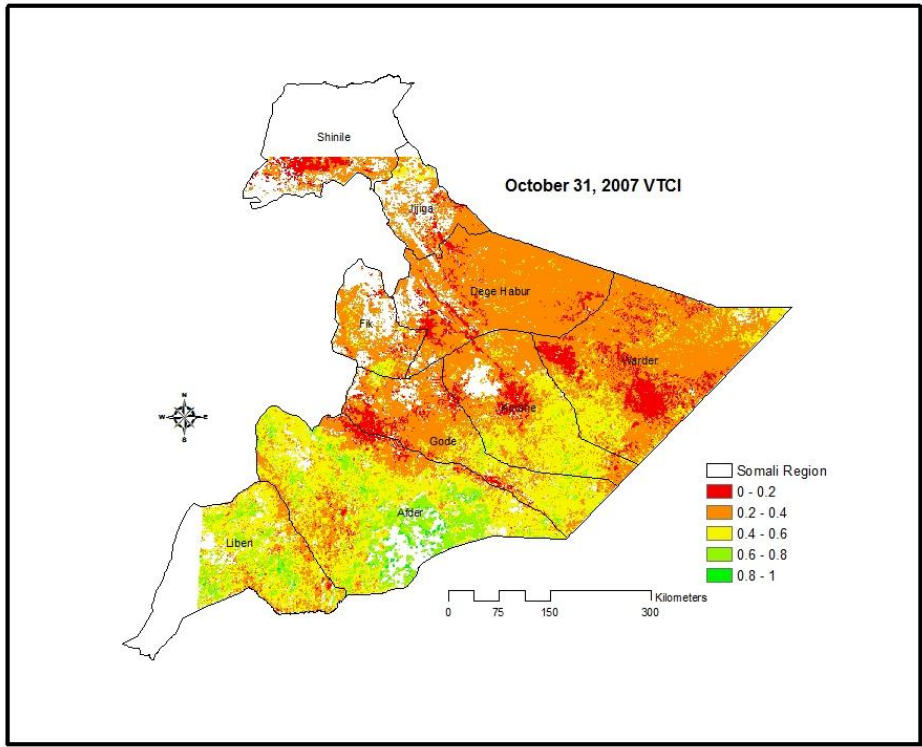 Shinile
October 31, 2007 VTCI
Jijiga
Dege Habur
Fik
Warder
N
W E
S
Gode
Somali Region
0 - 0.2
0.2 - 0.4
Afder
0.4 - 0.6
Liben
0.6 - 0.8
0.8 - 1
Kilometers
0 75 150 300